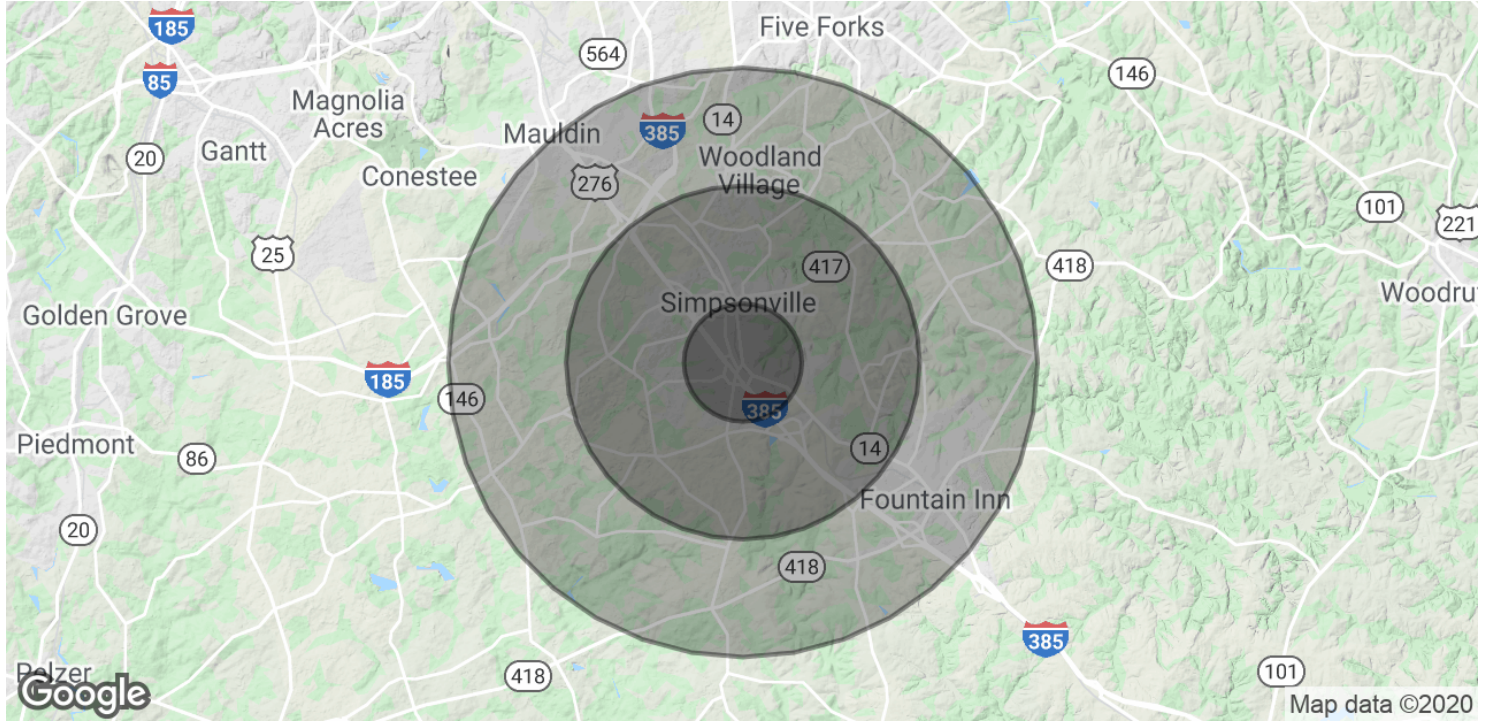 185
Five Forks
564
85
146
Magnolia
Acres
14
Mauldin
385
20
Gantt
Woodland
Village
Conestee
276
101
221
25
417
418
Simpsonville
Woodru
Golden Grove
185
146
385
Piedmont
14
86
Fountain Inn
20
418
385
Pelzer
418
101
Google
Map data ©2020